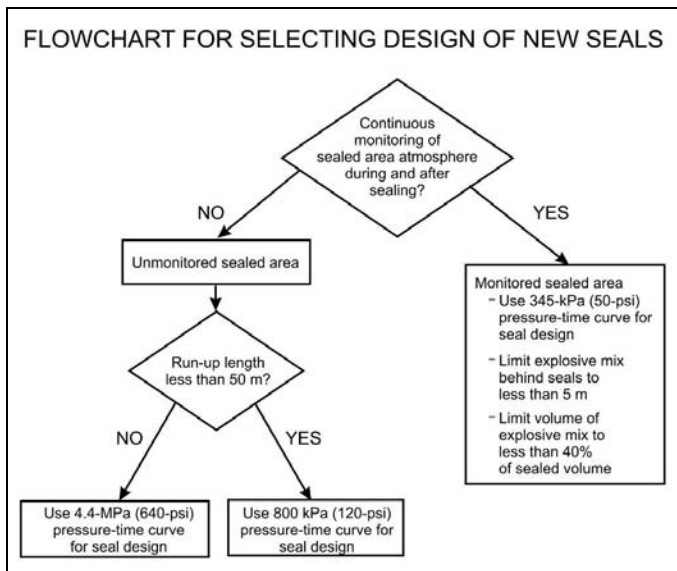 FLOWCHART FOR SELECTING DESIGN OF NEW SEALS
Continuous
monitoring of
sealed area atmosphere
during and after
sealing?
NO
YES
Unmonitored sealed area
Monitored sealed area
- Use 345-kPa (50-psi)
pressure-time curve for
seal design
- Limit explosive mix
behind seals to
less than 5 m
- Limit volume of
explosive mix to
less than 40%
of sealed volume
Run-up length
less than 50 m?
NO
YES
Use 4.4-MPa (640-psi)
pressure-time curve
for seal design
Use 800 kPa (120-psi)
pressure-time curve for
seal design